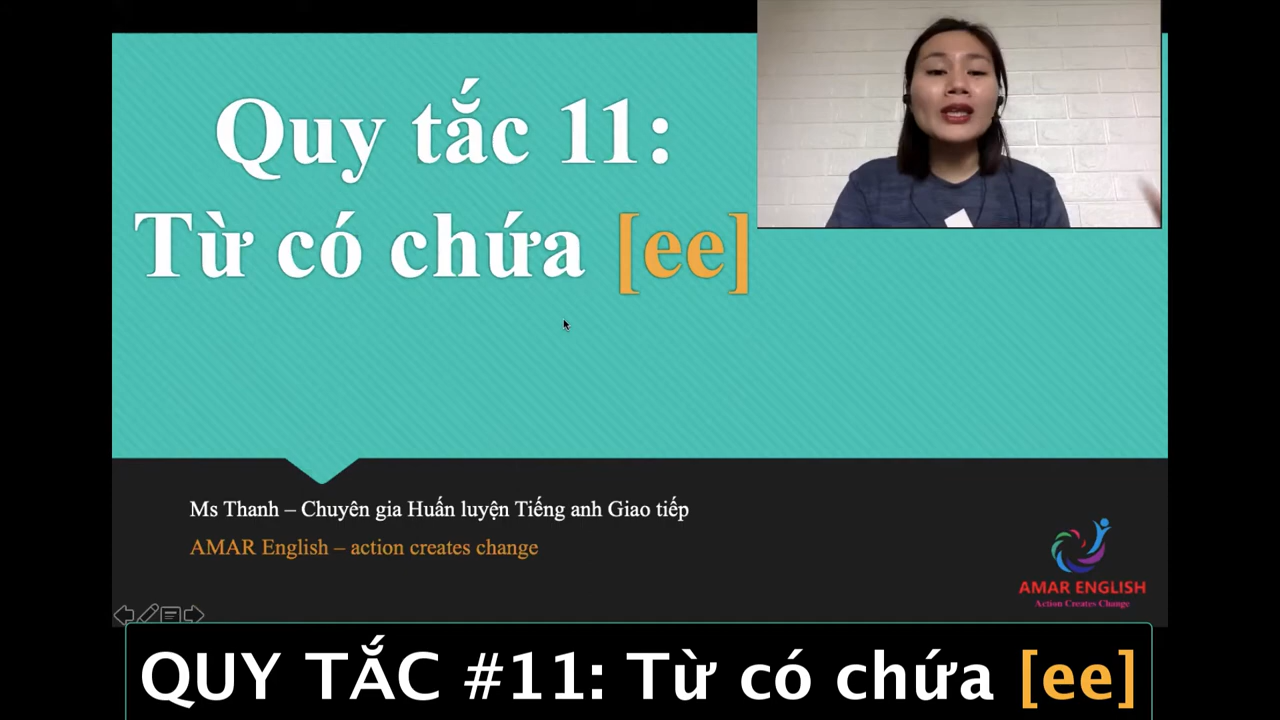 Quy tắc 11:
Từ có chứa [ee]
Ms Thanh – Chuyên gia Huấn luyện Tiếng anh Giao tiếp
AMAR English – action creates change
AMAR ENGLISH
Action Creates Change
QUY TẮC #11: Từ có chứa [ee]